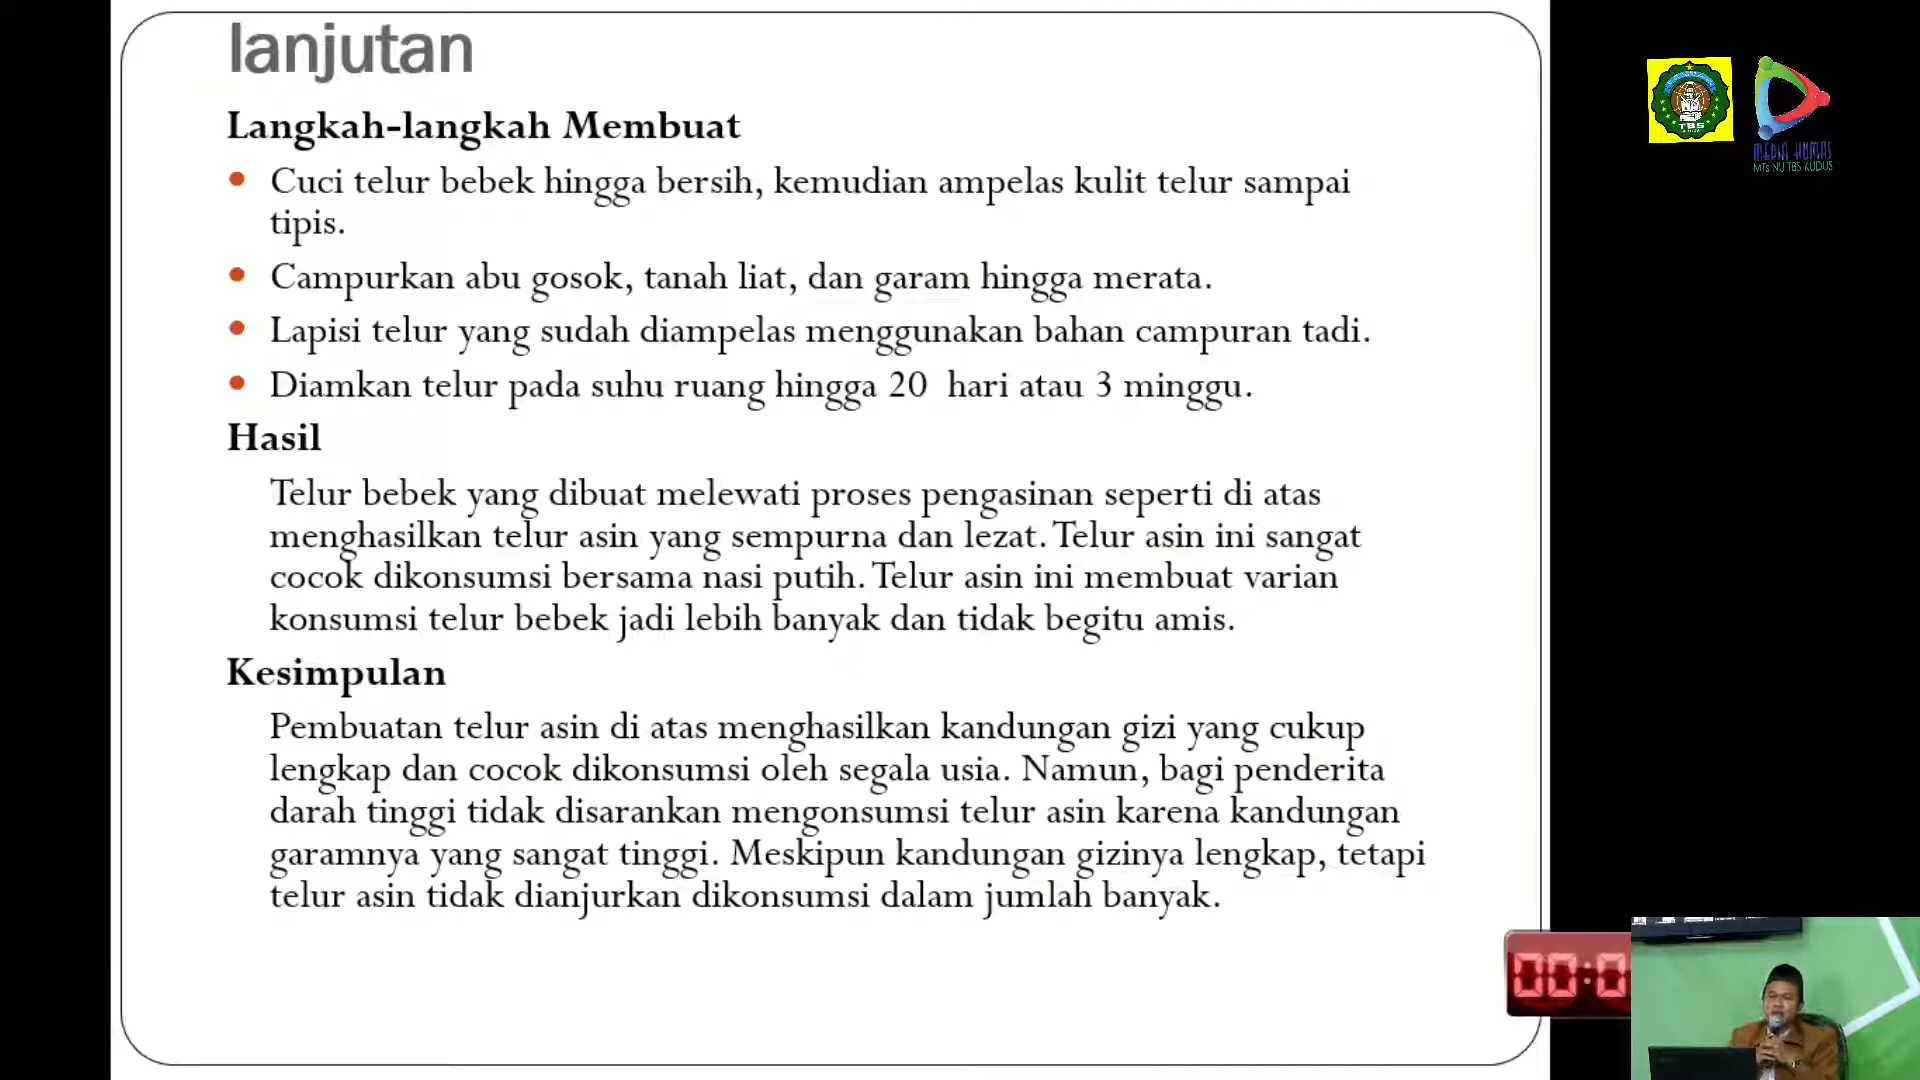 lanjutan
Langkah-langkah Membuat
Cuci telur bebek hingga bersih, kemudian ampelas kulit telur sampai
tipis.
Campurkan abu gosok, tanah liat, dan garam hingga merata.
Lapisi telur yang sudah diampelas menggunakan bahan campuran tadi.
Diamkan telur pada suhu ruang hingga 20 hari atau 3 minggu.
Hasil
Telur bebek yang dibuat melewati proses pengasinan seperti di atas
menghasilkan telur asin yang sempurna dan lezat. Telur asin ini sangat
cocok dikonsumsi bersama nasi putih. Telur asin ini membuat varian
konsumsi telur bebek jadi lebih banyak dan tidak begitu amis.
Kesimpulan
Pembuatan telur asin di atas menghasilkan kandungan gizi yang cukup
lengkap dan cocok dikonsumsi oleh segala usia. Namun, bagi penderita
darah tinggi tidak disarankan mengonsumsi telur asin karena kandungan
garamnya yang sangat tinggi. Meskipun kandungan gizinya lengkap, tetapi
telur asin tidak dianjurkan dikonsumsi dalam jumlah banyak.
TBS
MEDIA HUMAS
MTs NU TBS KUDUS
00:0